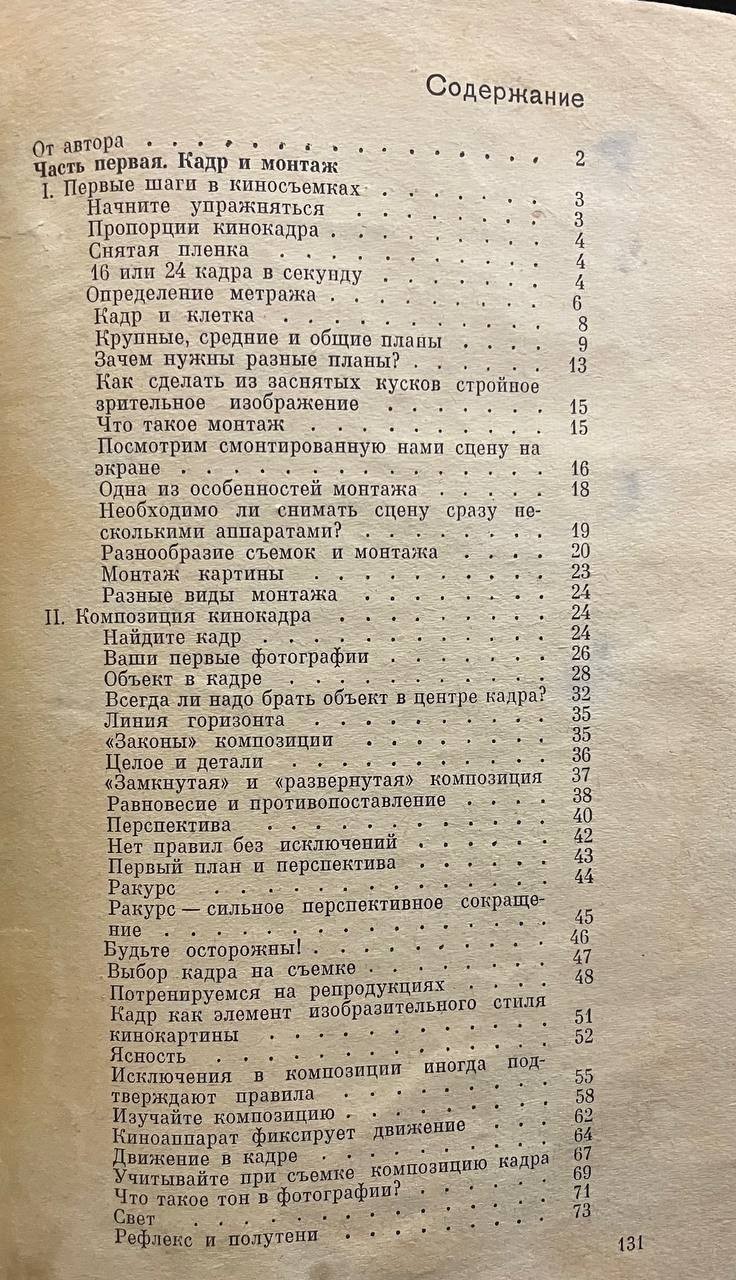 Содержание
От автора . . . . . . . . . . . . . . . . 2
Часть первая. Кадр и монтаж
I. Первые шаги в киносъемках . . . . . . . 3
Начните упражняться . . . . . . . . 3
Пропорции кинокадра . . . . . . . . . 4
Снятая пленка . . . . . . . . . . . 4
16 или 24 кадра в секунду . . . . . . . 4
Определение метража . . . . . . . . . 6
Кадр и клетка . . . . . . . . . . . 8
Крупные, средние и общие планы . . . . 9
Зачем нужны разные планы? . . . . . . 13
Как сделать из заснятых кусков стройное
зрительное изображение . . . . . . . 15
Что такое монтаж . . . . . . . . . . 15
Посмотрим смонтированную нами сцену на
экране . . . . . . . . . . . . . . . 16
Одна из особенностей монтажа . . . . . 18
Необходимо ли снимать сцену сразу не-
сколькими аппаратами? . . . . . . . . 19
Разнообразие съемок и монтажа . . . . 20
Монтаж картины . . . . . . . . . . 23
Разные виды монтажа . . . . . . . . 24
II. Композиция кинокадра . . . . . . . . . 24
Найдите кадр . . . . . . . . . . . . 24
Ваши первые фотографии . . . . . . . 26
Объект в кадре . . . . . . . . . . . 28
Всегда ли надо брать объект в центре кадра? 32
Линия горизонта . . . . . . . . . . 35
«Законы» композиции . . . . . . . . 35
Целое и детали . . . . . . . . . . . 36
«Замкнутая» и «развернутая» композиция 37
Равновесие и противопоставление . . . . 38
Перспектива . . . . . . . . . . . . 40
Нет правил без исключений . . . . . . 42
Первый план и перспектива . . . . . . 43
Ракурс . . . . . . . . . . . . . . 44
Ракурс — сильное перспективное сокраще-
ние . . . . . . . . . . . . . . . . 45
Будьте осторожны! . . . . . . . . . . 46
Выбор кадра на съемке . . . . . . . . 47
Потренируемся на репродукциях . . . . 48
Кадр как элемент изобразительного стиля
кинокартины . . . . . . . . . . . . 51
Ясность . . . . . . . . . . . . . . 52
Исключения в композиции иногда под-
тверждают правила . . . . . . . . . 55
Изучайте композицию . . . . . . . . . 58
Киноаппарат фиксирует движение . . . 62
Движение в кадре . . . . . . . . . . 64
Учитывайте при съемке композицию кадра 67
Что такое тон в фотографии? . . . . . . 69
Свет . . . . . . . . . . . . . . . 71
Рефлекс и полутени . . . . . . . . . 73
131